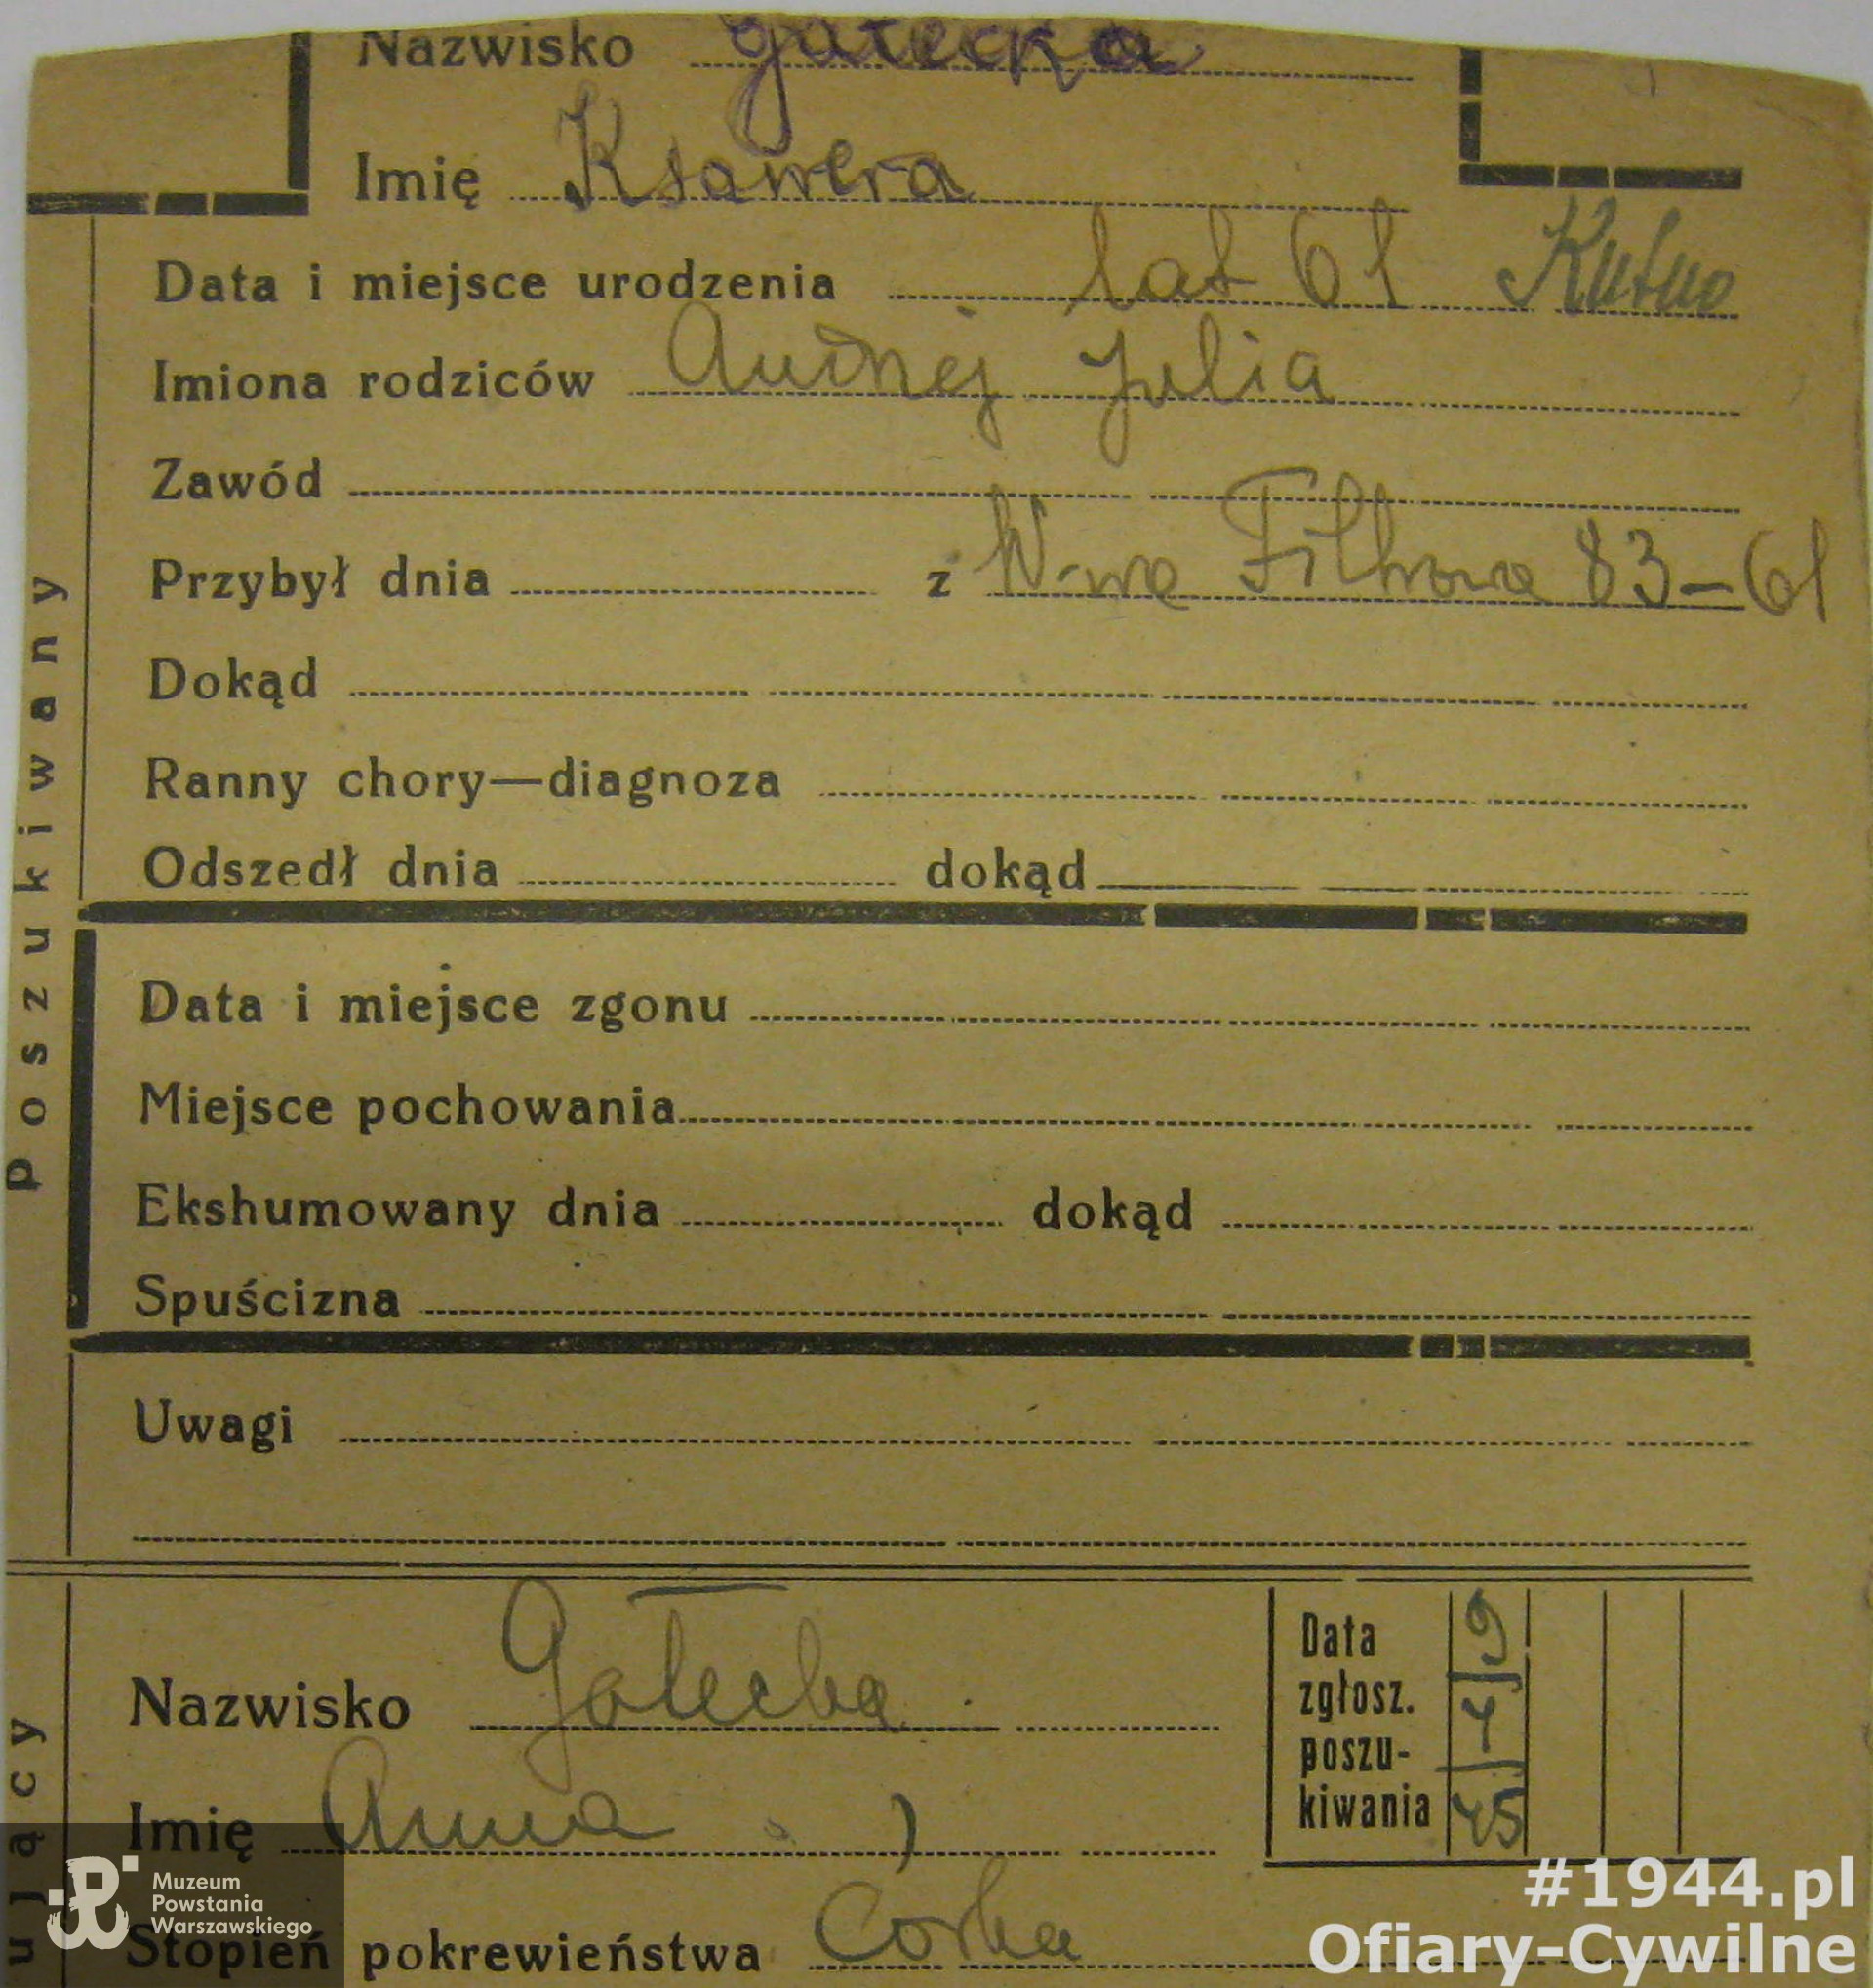 Nazwisko Gałecka
Imię Ksawera
Data i miejsce urodzenia lat 61 Kutno
Imiona rodziców Andrzej Julia
Zawód
Przybył dnia z W-wa Filtrowa 83-61
Dokąd
Ranny chory—diagnoza
Odszedł dnia dokąd
Poszukiwany
Data i miejsce zgonu
Miejsce pochowania
Ekshumowany dnia dokąd
Spuścizna
Uwagi
Nazwisko Gałecka
Data zgłosz. poszu-kiwania 9/4/45
Imię Anna
ujący
Stopień pokrewieństwa Córka
Muzeum
Powstania
Warszawskiego
#1944.pl
Ofiary-Cywilne